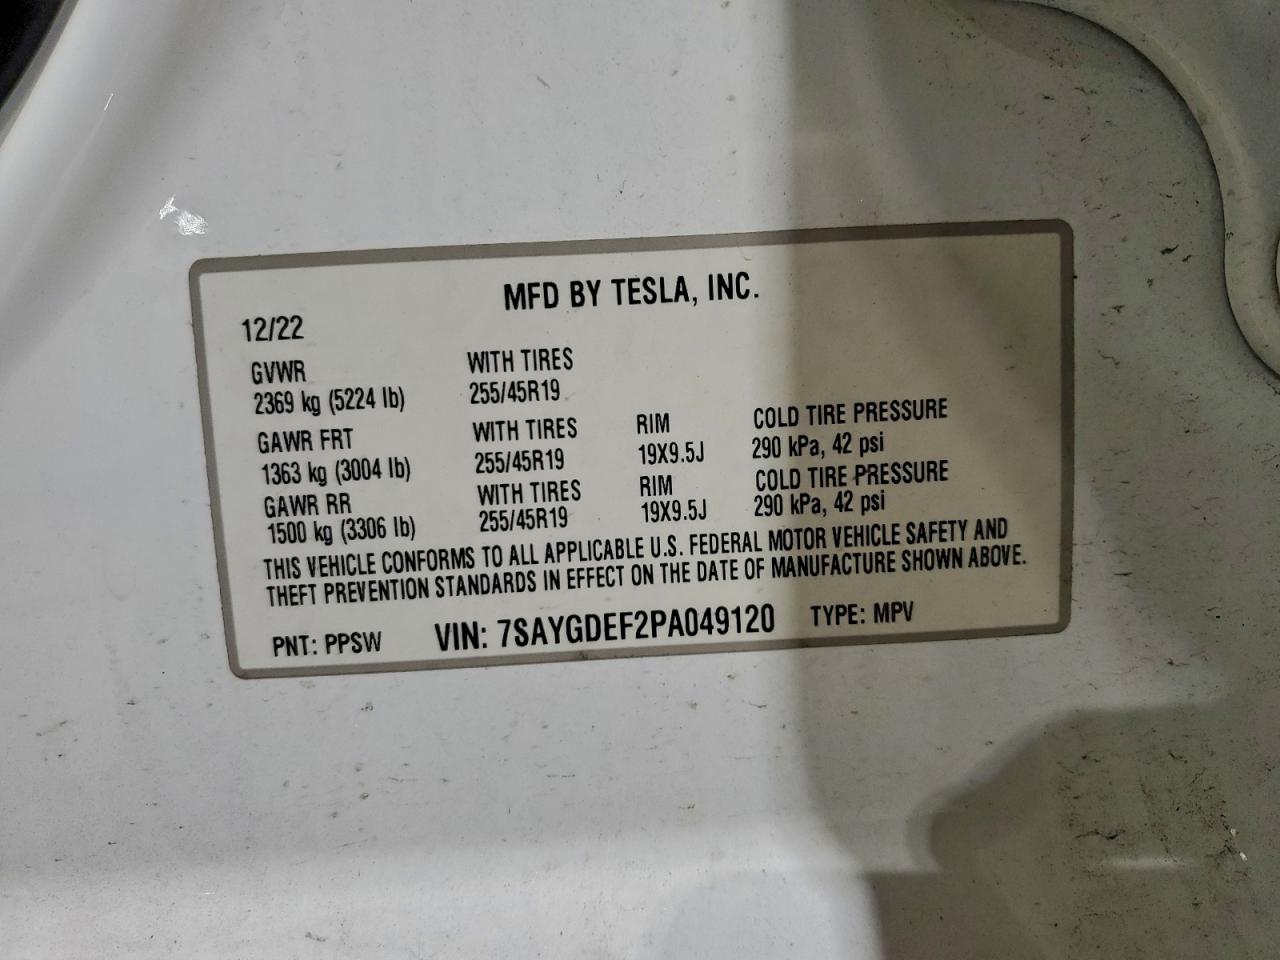 MFD BY TESLA, INC.
12/22
GVWR WITH TIRES
2369 kg (5224 lb) 255/45R19
GAWR FRT WITH TIRES RIM COLD TIRE PRESSURE
1363 kg (3004 lb) 255/45R19 19X9.5J 290 kPa, 42 psi
GAWR RR WITH TIRES RIM COLD TIRE PRESSURE
1500 kg (3306 lb) 255/45R19 19X9.5J 290 kPa, 42 psi
THIS VEHICLE CONFORMS TO ALL APPLICABLE U.S. FEDERAL MOTOR VEHICLE SAFETY AND
THEFT PREVENTION STANDARDS IN EFFECT ON THE DATE OF MANUFACTURE SHOWN ABOVE.
PNT: PPSW VIN: 7SAYGDEF2PA049120 TYPE: MPV